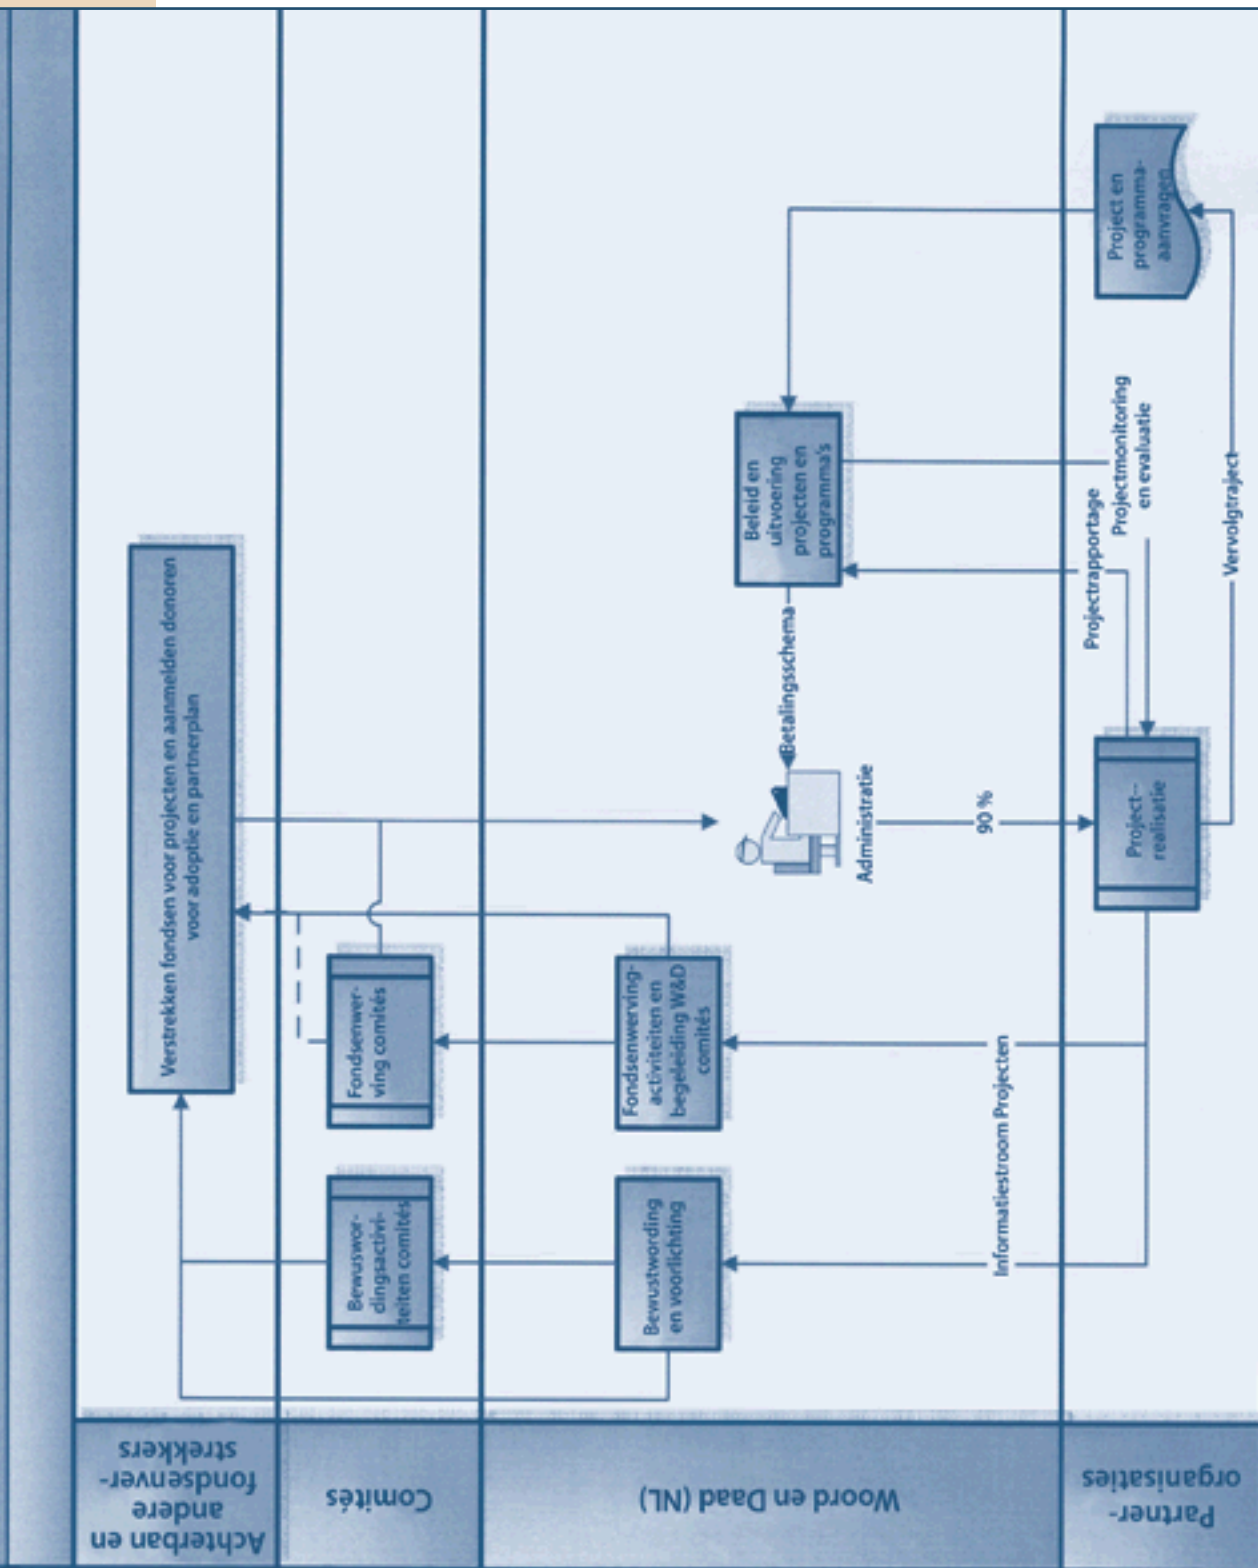 Achterban en
andere
fondsenver-
strekkers
Verstrekken fondsen voor projecten en aanmelden donoren
voor adoptie en partnerplan
Comités
Bewuswor-
dingsactivi-
teiten comités
Fondsenwer-
ving comités
Woord en Daad (NL)
Bewustwording
en voorlichting
Fondsenwerving-
activiteiten en
begeleiding W&D
comités
Administratie
Betalingsschema
Beleid en
uitvoering
projecten en
programma's
Informatiestroom Projecten
90 %
Partner-
organisaties
Project-
realisatie
Projectrapportage
Projectmonitoring
en evaluatie
Vervolgtraject
Project en
programma-
aanvragen